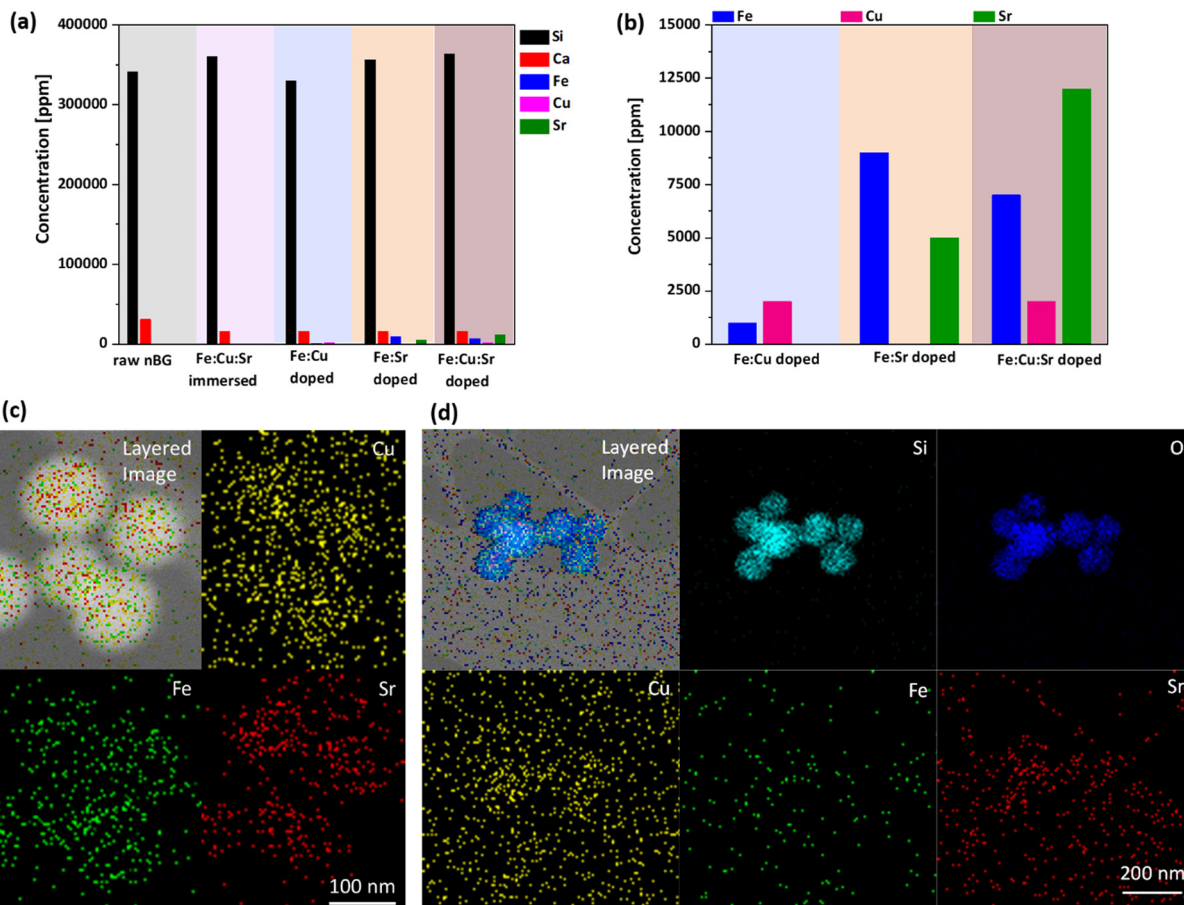 (a)
Concentration [ppm]
400000
300000
200000
100000
0
Si
Ca
Fe
Cu
Sr
raw nBG
Fe:Cu:Sr
immersed
Fe:Cu
doped
Fe:Sr
doped
Fe:Cu:Sr
doped
(b)
Fe
Cu
Sr
Concentration [ppm]
15000
12500
10000
7500
5000
2500
0
Fe:Cu doped
Fe:Sr doped
Fe:Cu:Sr doped
(c)
Layered
Image
Cu
Fe
Sr
100 nm
(d)
Layered
Image
Si
O
Cu
Fe
Sr
200 nm